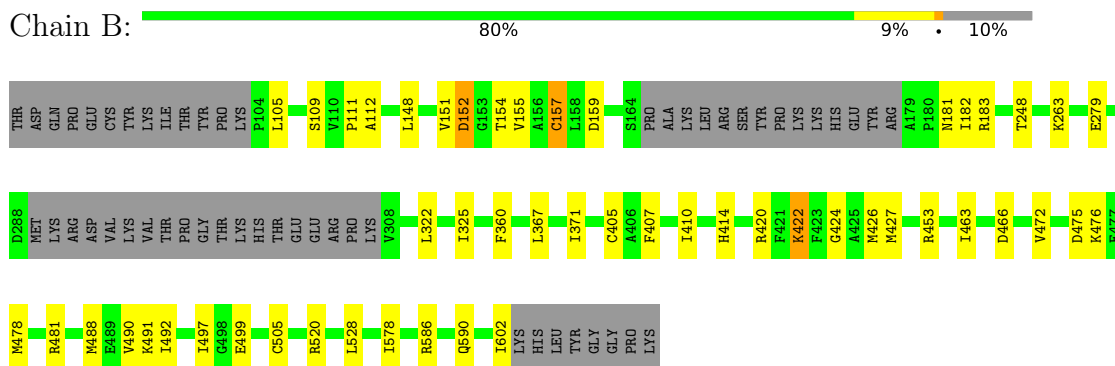 Chain B:
80% 9% • 10%
THR ASP GLN PRO GLU CYS TYR LYS ILE THR TYR PRO LYS P104 L105 S109 V110 P111 A112 L148 V151 D152 G153 T154 V155 A156 C157 L158 D159 S164 PRO ALA LYS LEU ARG SER TYR PRO LYS LYS HIS GLU TYR ARG A179 P180 N181 I182 R183 T248 K263 E279
D288 MET LYS ARG ASP VAL LYS VAL THR PRO GLY THR LYS HIS THR GLU GLU ARG PRO LYS V308 L322 I325 F360 L367 I371 C405 A406 F407 I410 H414 R420 F421 K422 F423 G424 A425 M426 M427 R453 I463 D466 V472 D475 K476 E477
M478 R481 M488 E489 V490 K491 I492 I497 G498 E499 C505 R520 L528 I578 R586 Q590 I602 LYS HIS LEU TYR GLY GLY PRO LYS